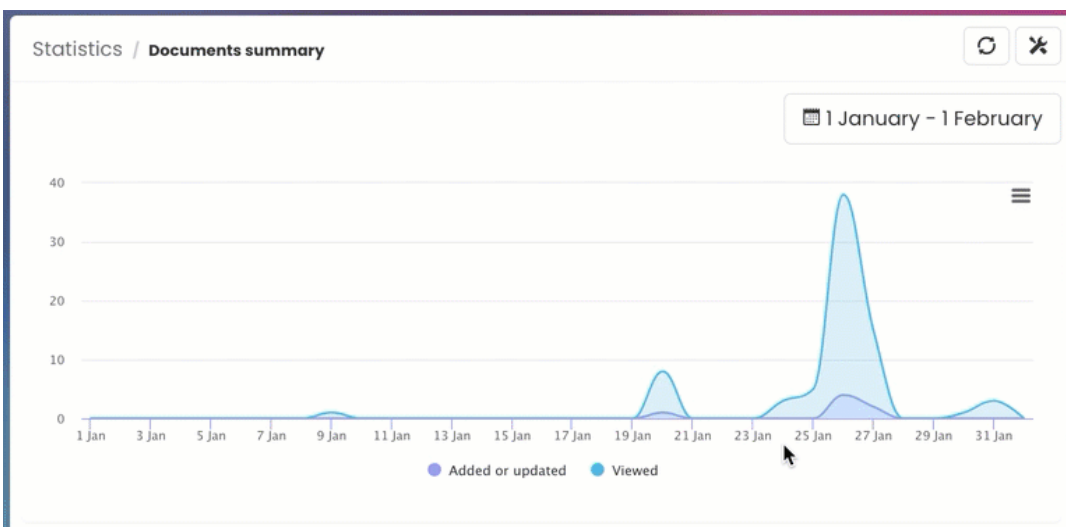 Statistics / Documents summary
1 January - 1 February
40
30
20
10
0
1 Jan 3 Jan 5 Jan 7 Jan 9 Jan 11 Jan 13 Jan 15 Jan 17 Jan 19 Jan 21 Jan 23 Jan 25 Jan 27 Jan 29 Jan 31 Jan
Added or updated Viewed